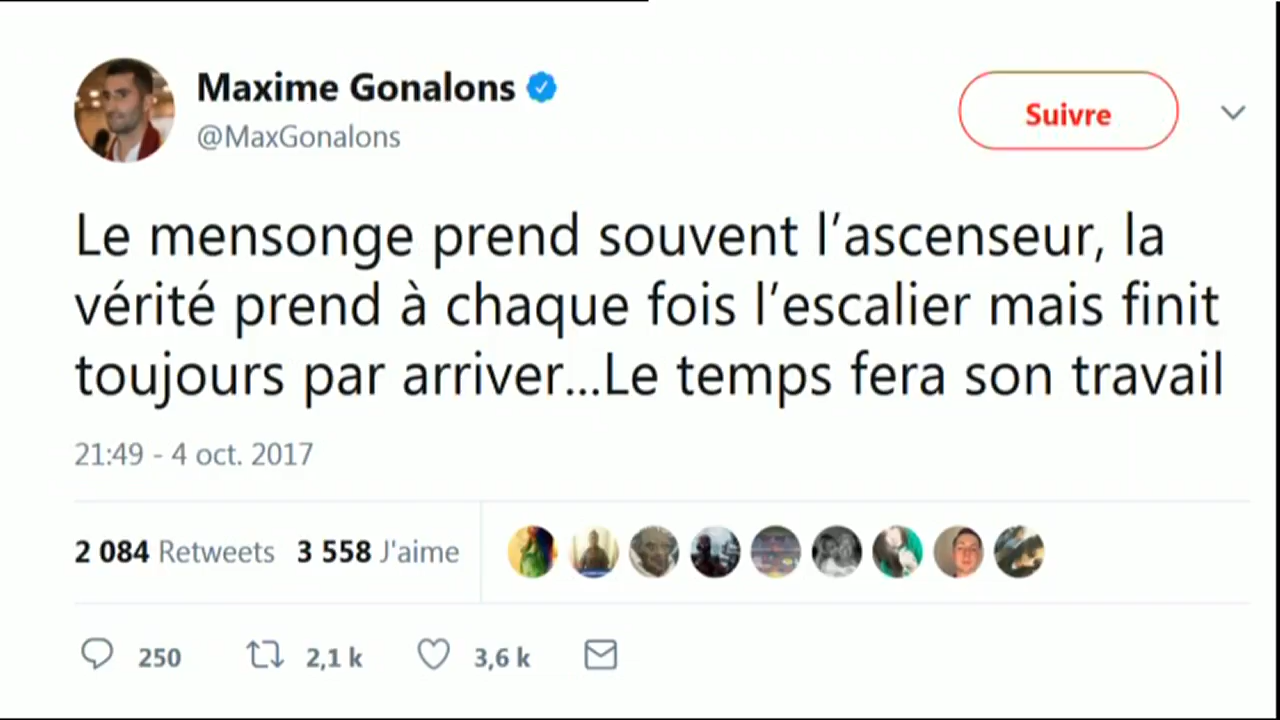 Maxime Gonalons
@MaxGonalons
Suivre
Le mensonge prend souvent l’ascenseur, la
vérité prend à chaque fois l’escalier mais finit
toujours par arriver...Le temps fera son travail
21:49 - 4 oct. 2017
2 084 Retweets 3 558 J'aime
250 2,1 k 3,6 k